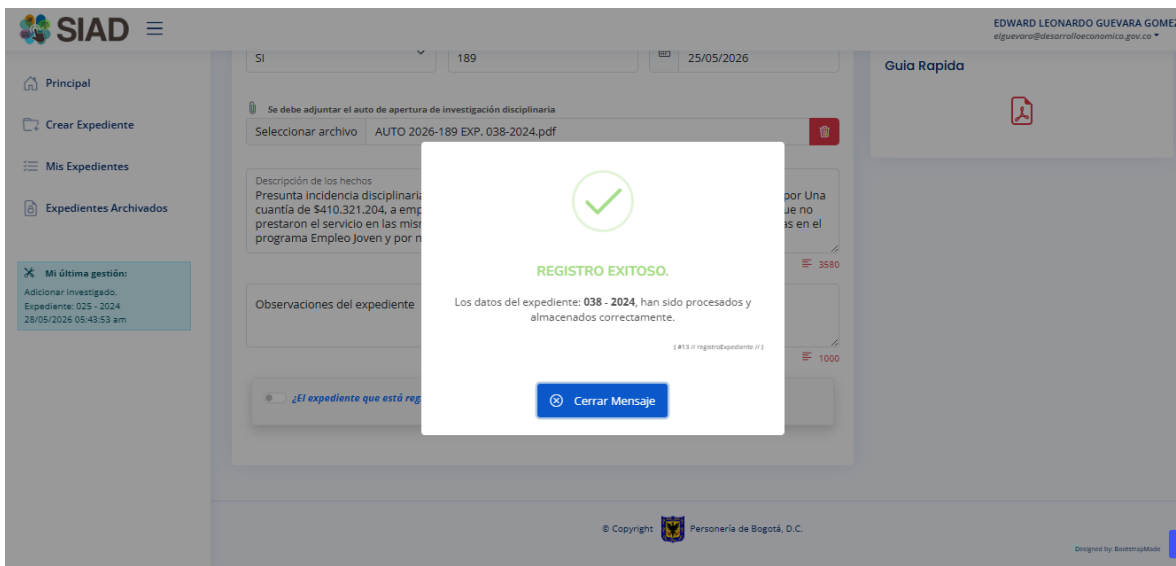 SIAD
EDWARD LEONARDO GUEVARA GOMEZ
elguevara@desarrolloeconomico.gov.co
Principal
Crear Expediente
Mis Expedientes
Expedientes Archivados
Mi última gestión:
Adicionar investigado.
Expediente: 025 - 2024
28/05/2026 05:43:53 am
SI
189
25/05/2026
Se debe adjuntar el auto de apertura de investigación disciplinaria
Seleccionar archivo AUTO 2026-189 EXP. 038-2024.pdf
Descripción de los hechos
Presunta incidencia disciplinaria por Una
cuantía de $410.321.204, a emp ue no
prestaron el servicio en las mism as en el
programa Empleo Joven y por n
3580
Observaciones del expediente
1000
¿El expediente que está reg
REGISTRO EXITOSO.
Los datos del expediente: 038 - 2024, han sido procesados y
almacenados correctamente.
[ #13 // registroExpediente // ]
Cerrar Mensaje
Guia Rapida
© Copyright Personería de Bogotá, D.C.
Designed by: BootstrapMade